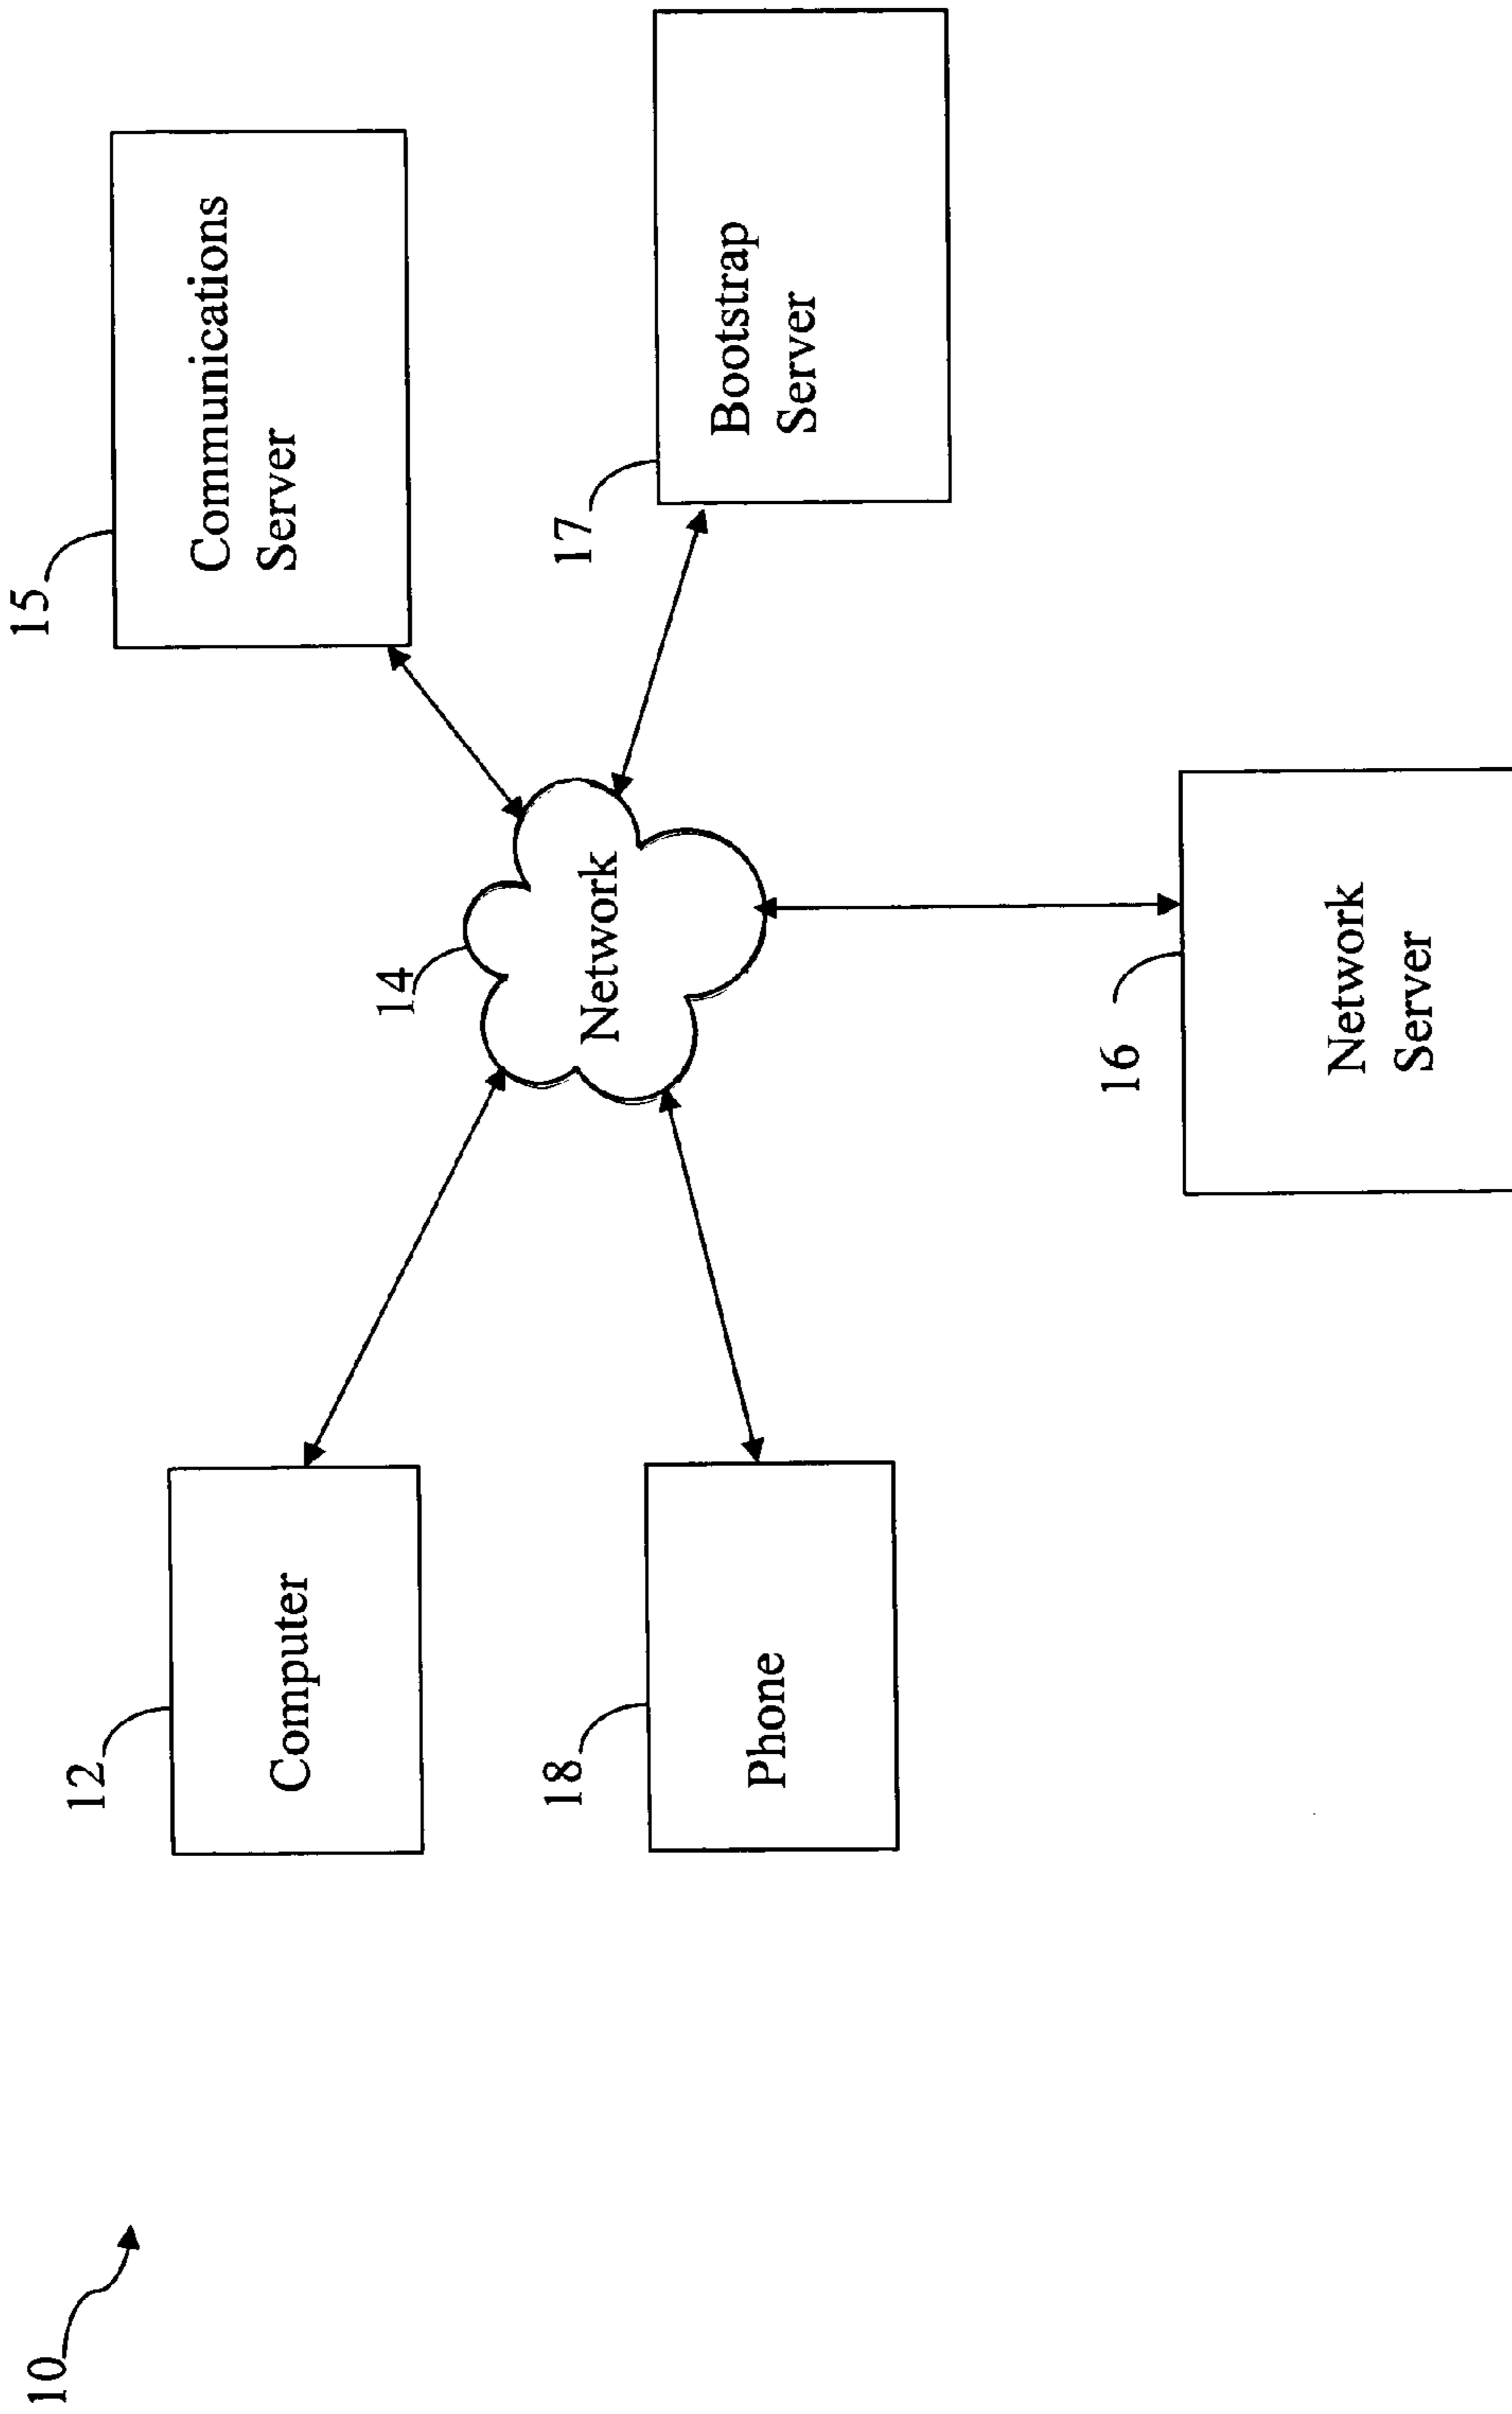 10
12
Computer
15
Communications
Server
14
Network
18
Phone
17
Bootstrap
Server
16
Network
Server